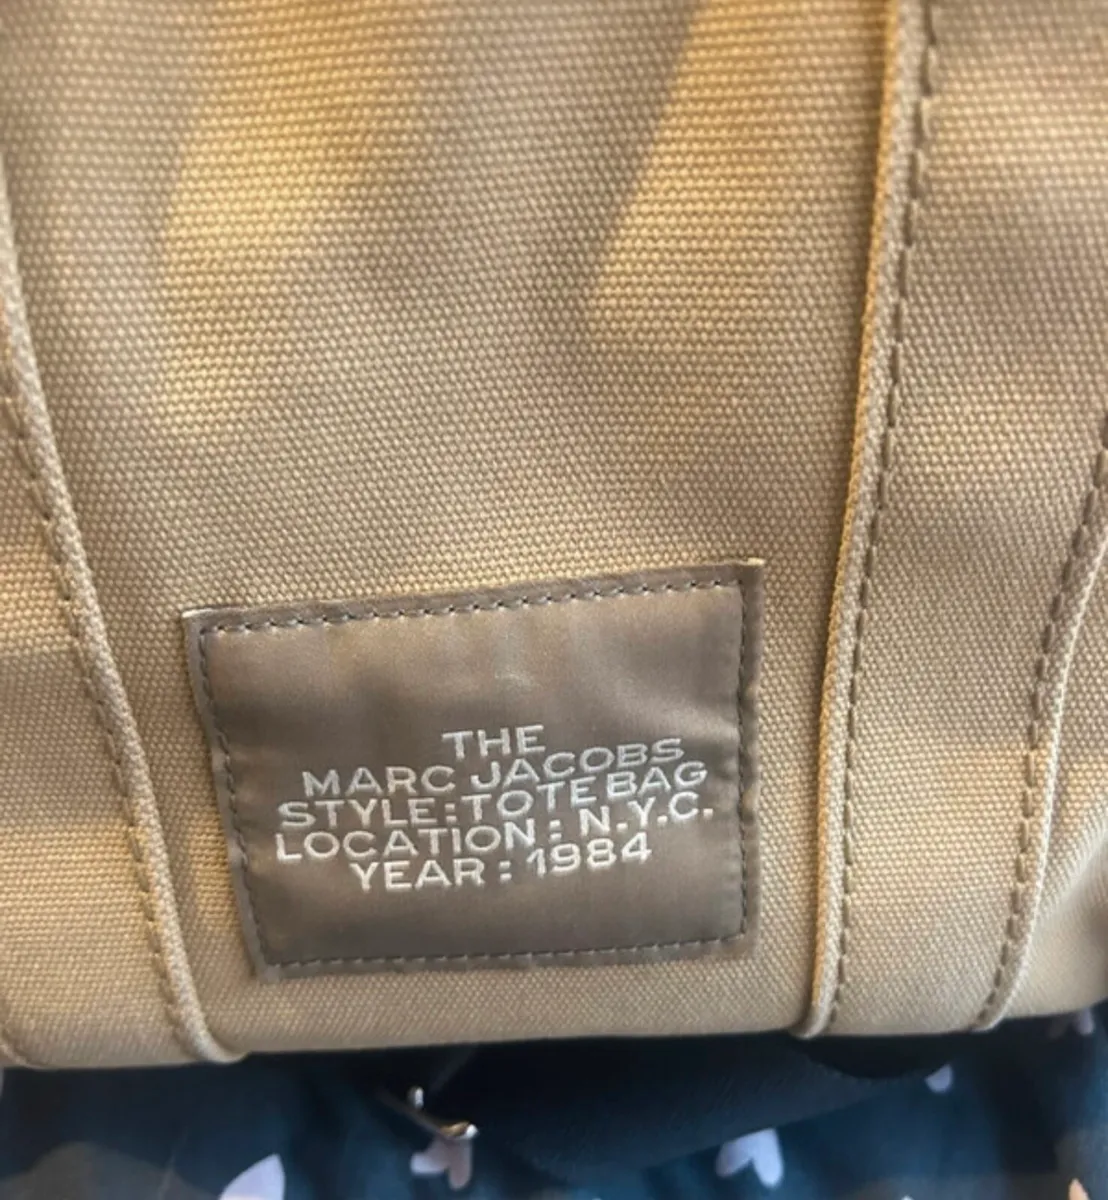 THE
MARC JACOBS
STYLE:TOTE BAG
LOCATION: N.Y.C.
YEAR: 1984